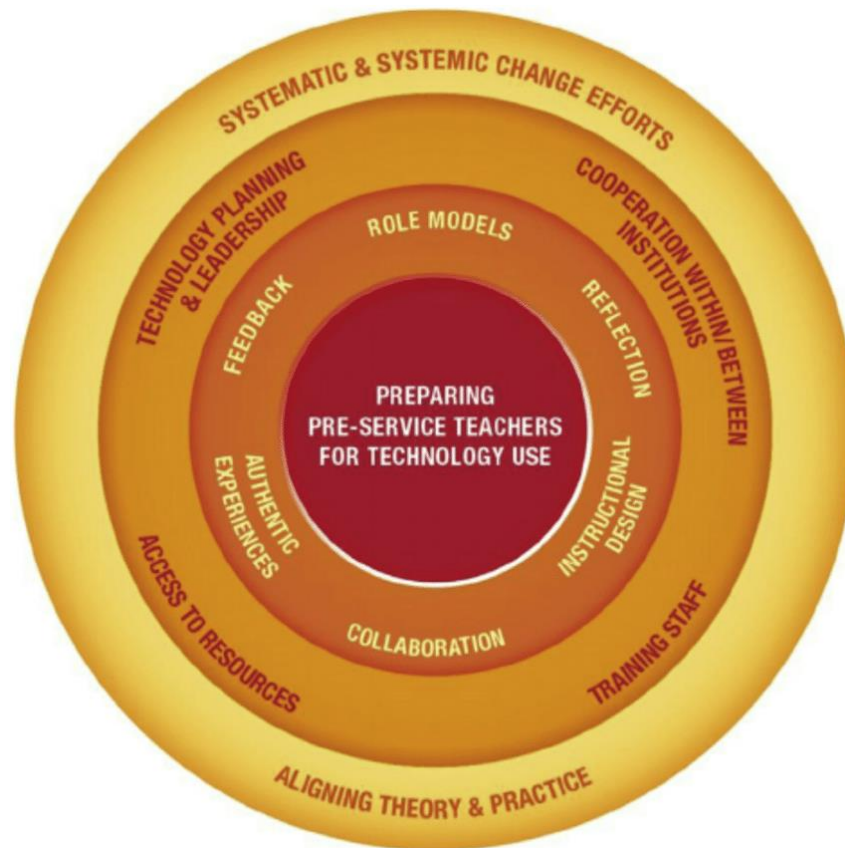 SYSTEMATIC & SYSTEMIC CHANGE EFFORTS
TECHNOLOGY PLANNING
& LEADERSHIP
COOPERATION WITHIN/BETWEEN
INSTITUTIONS
ROLE MODELS
FEEDBACK
REFLECTION
PREPARING
PRE-SERVICE TEACHERS
FOR TECHNOLOGY USE
AUTHENTIC
EXPERIENCES
INSTRUCTIONAL
DESIGN
COLLABORATION
ACCESS TO RESOURCES
TRAINING STAFF
ALIGNING THEORY & PRACTICE